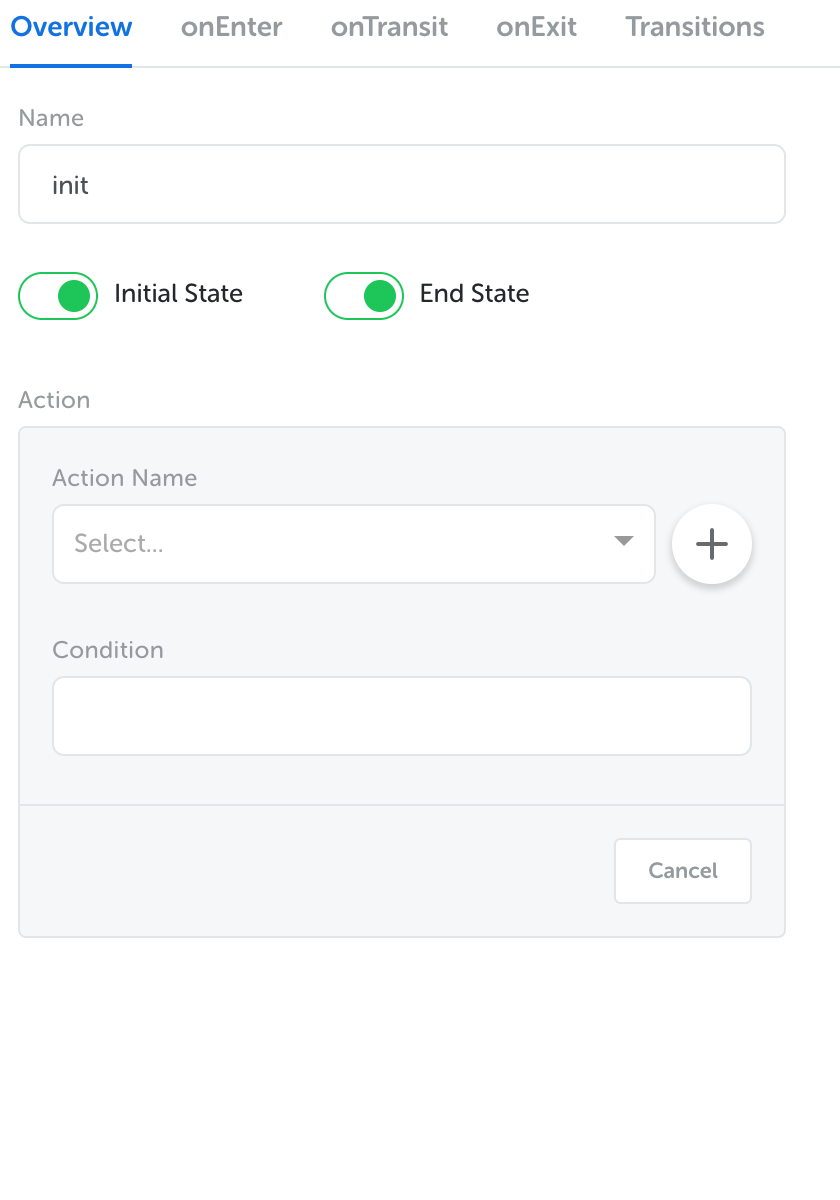 Overview onEnter onTransit onExit Transitions
Name
init
Initial State End State
Action
Action Name
Select...
Condition
Cancel